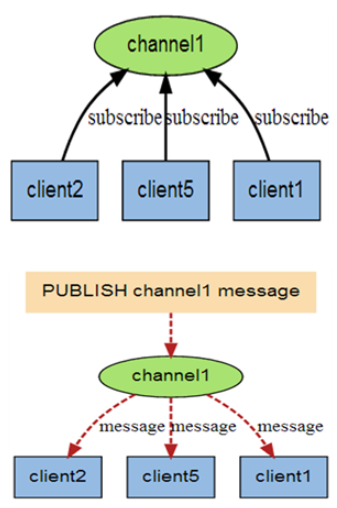 channel1
subscribe subscribe subscribe
client2 client5 client1
PUBLISH channel1 message
channel1
message message message
client2 client5 client1